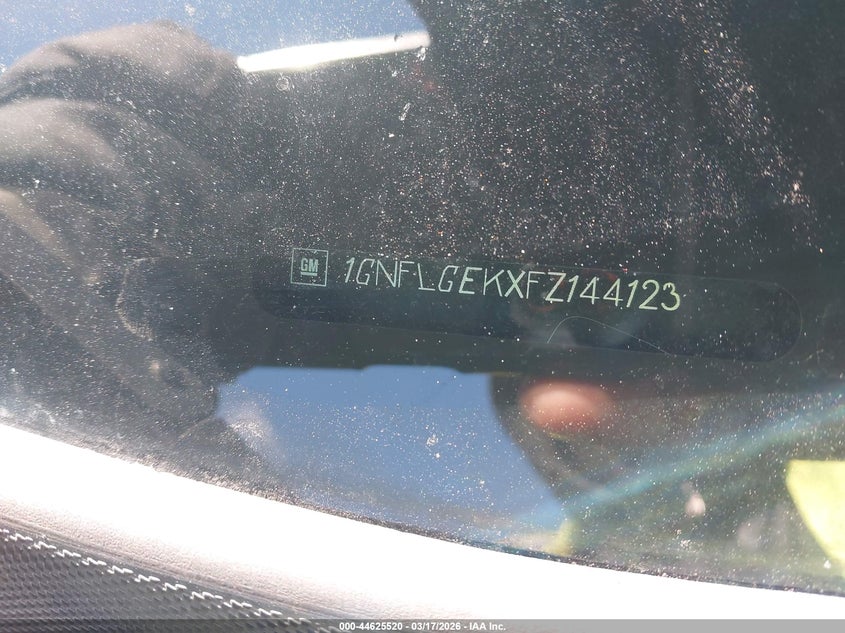 GM
1GNFLGEKXFZ144123
000-44625520 - 03/17/2026 - IAA Inc.